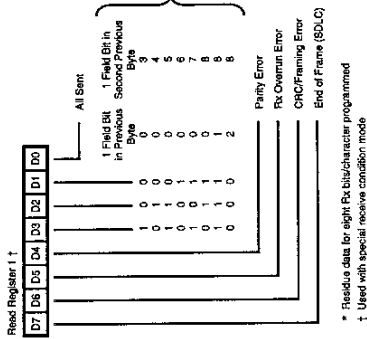 Read Register 1 †
D7 D6 D5 D4 D3 D2 D1 D0
All Sent
1 Field Bit in Previous Byte
1 Field Bit in Second Previous Byte
1 0 0 0 3
0 1 0 0 4
1 1 0 0 5
0 0 1 0 6
1 0 1 0 7
0 1 1 0 8
1 1 1 1 8
0 0 0 2 8
Parity Error
Rx Overrun Error
CRC/Framing Error
End of Frame (SDLC)
* Residue data for eight Rx bits/character programmed
† Used with special receive condition mode